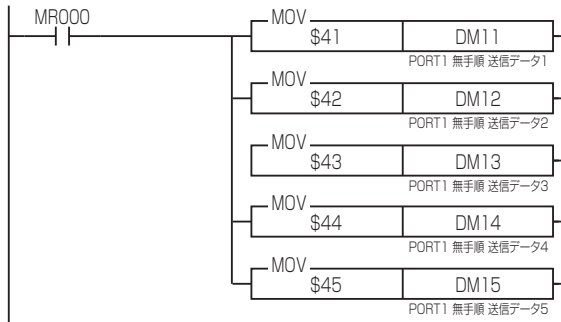 MR000
MOV
$41 DM11
PORT1 無手順 送信データ1
MOV
$42 DM12
PORT1 無手順 送信データ2
MOV
$43 DM13
PORT1 無手順 送信データ3
MOV
$44 DM14
PORT1 無手順 送信データ4
MOV
$45 DM15
PORT1 無手順 送信データ5